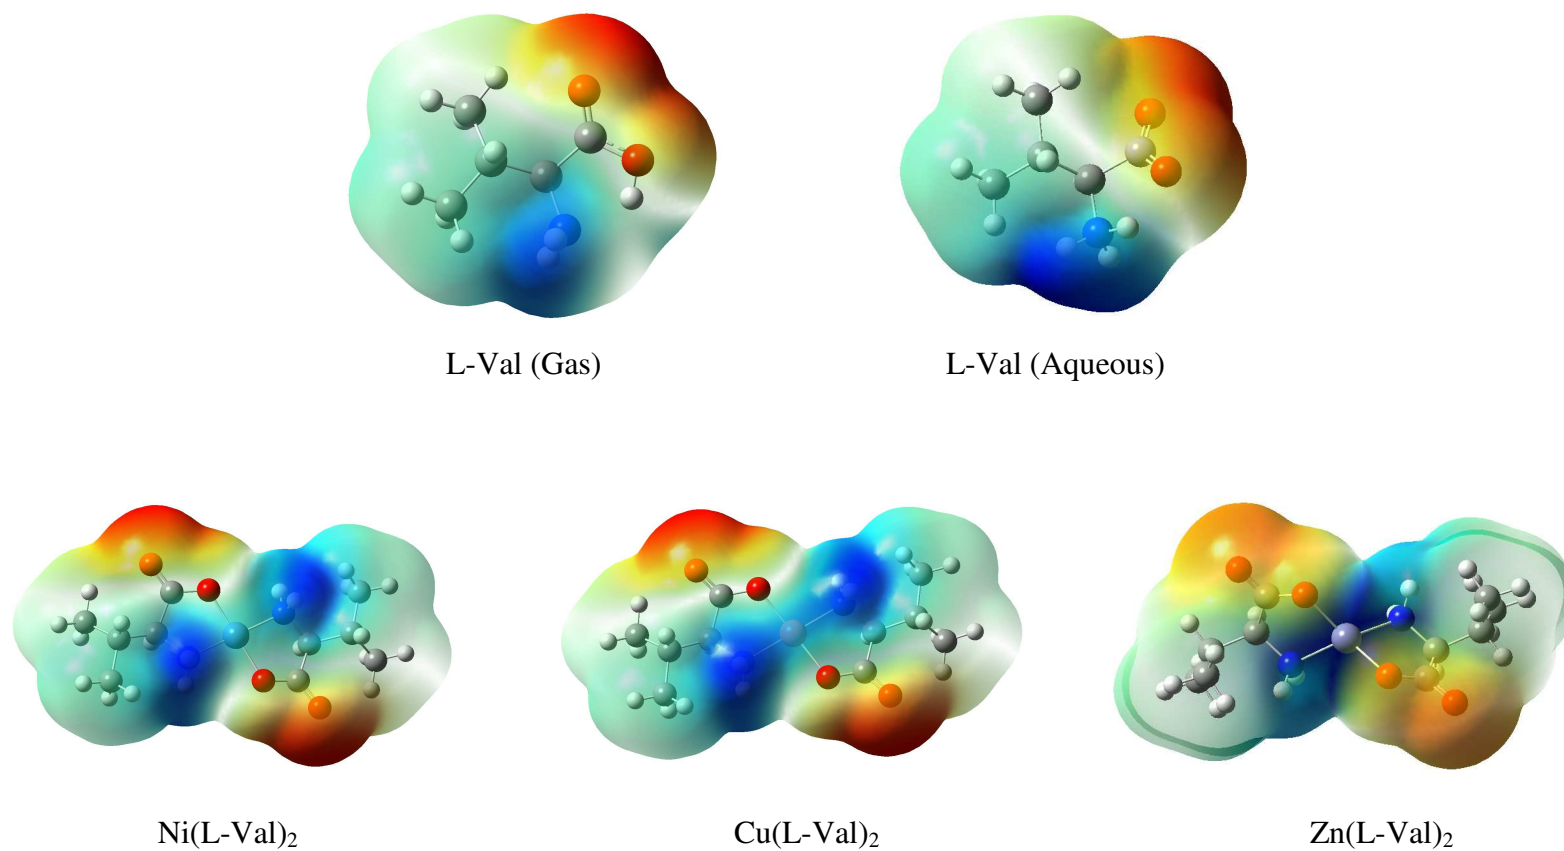 L-Val (Gas)
L-Val (Aqueous)
Ni(L-Val)₂
Cu(L-Val)₂
Zn(L-Val)₂